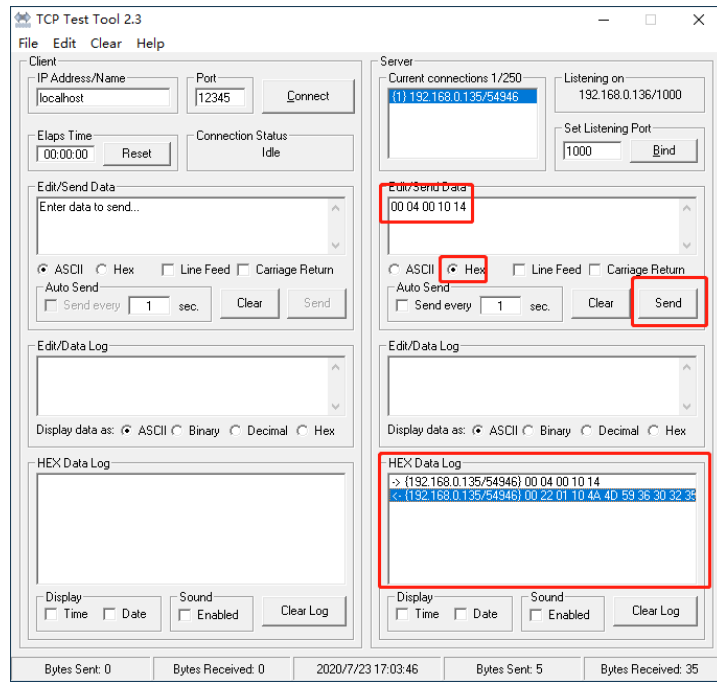 TCP Test Tool 2.3
File Edit Clear Help
Client
IP Address/Name
localhost
Port
12345
Connect
Elaps Time
00:00:00
Reset
Connection Status
Idle
Edit/Send Data
Enter data to send...
ASCII Hex Line Feed Carriage Return
Auto Send
Send every 1 sec.
Clear
Send
Edit/Data Log
Display data as: ASCII Binary Decimal Hex
HEX Data Log
Display
Time Date
Sound
Enabled
Clear Log
Server
Current connections 1/250
{1} 192.168.0.135/54946
Listening on
192.168.0.136/1000
Set Listening Port
1000
Bind
Edit/Send Data
00 04 00 10 14
ASCII Hex Line Feed Carriage Return
Auto Send
Send every 1 sec.
Clear
Send
Edit/Data Log
Display data as: ASCII Binary Decimal Hex
HEX Data Log
-> {192.168.0.135/54946} 00 04 00 10 14
<- {192.168.0.135/54946} 00 22 01 10 4A 4D 59 36 30 32 35
Display
Time Date
Sound
Enabled
Clear Log
Bytes Sent: 0
Bytes Received: 0
2020/7/23 17:03:46
Bytes Sent: 5
Bytes Received: 35